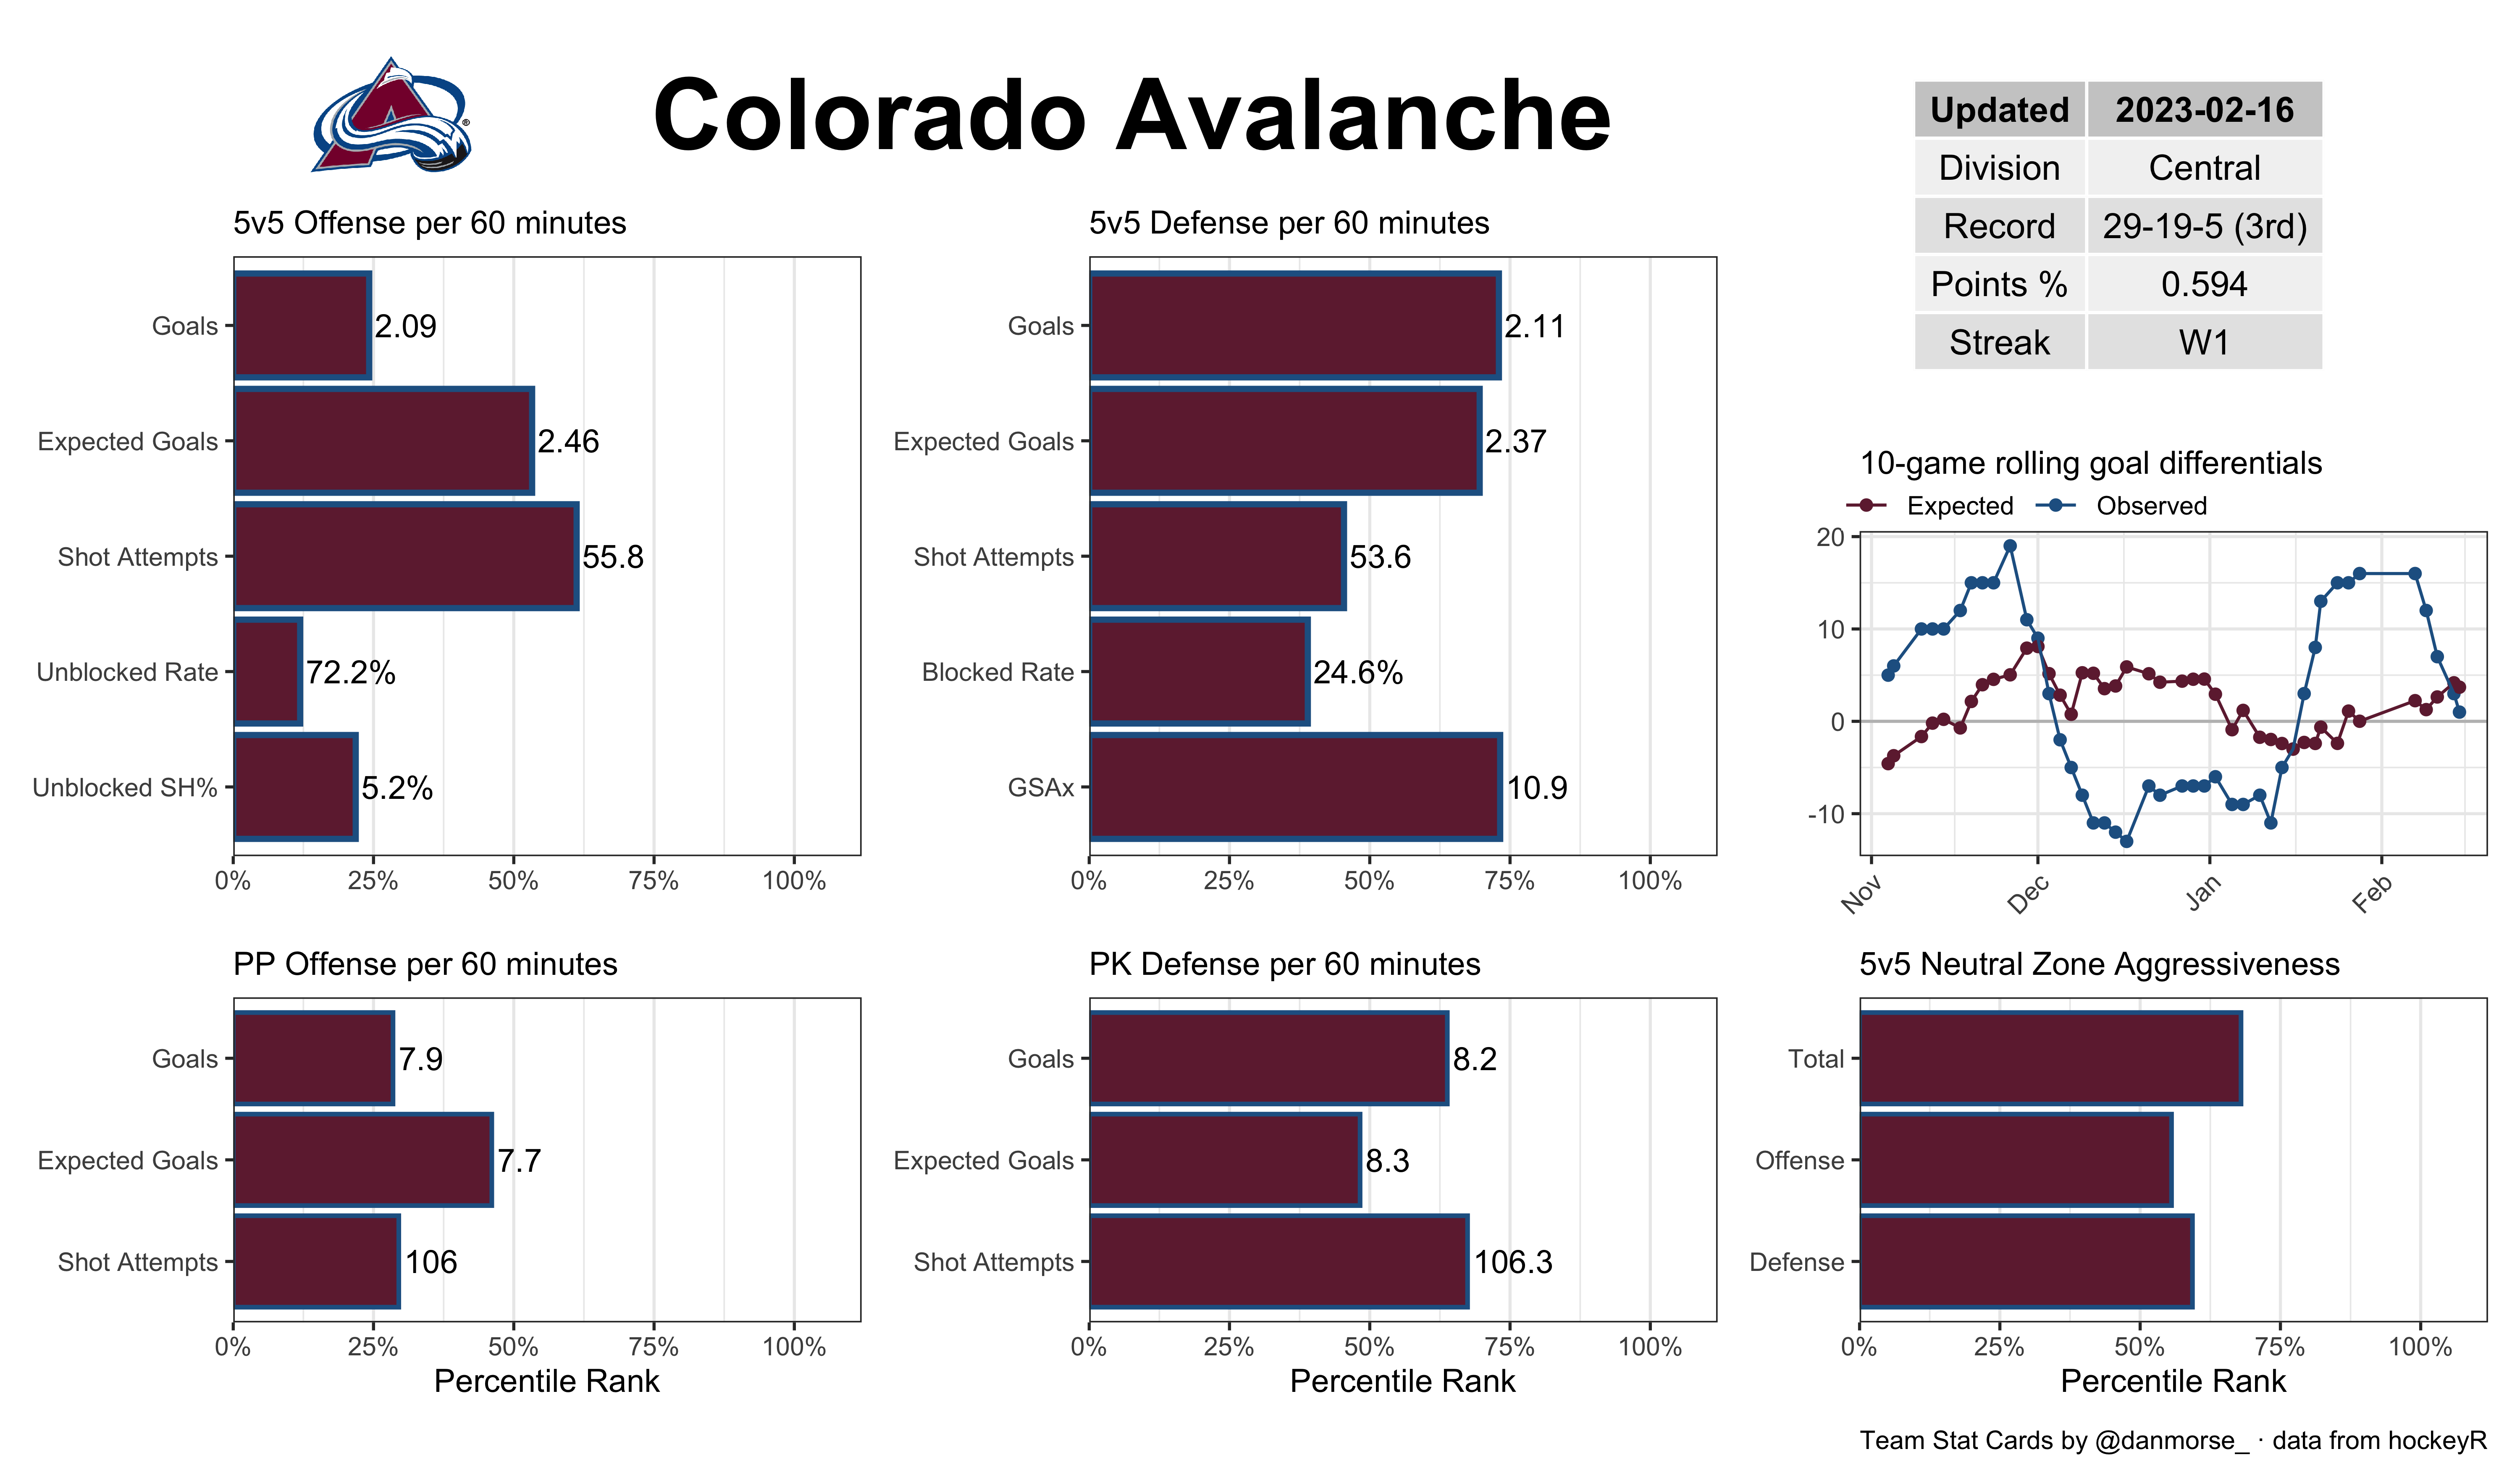 Colorado Avalanche
®
Updated 2023-02-16
Division Central
Record 29-19-5 (3rd)
Points % 0.594
Streak W1
5v5 Offense per 60 minutes
Goals 2.09
Expected Goals 2.46
Shot Attempts 55.8
Unblocked Rate 72.2%
Unblocked SH% 5.2%
0% 25% 50% 75% 100%
5v5 Defense per 60 minutes
Goals 2.11
Expected Goals 2.37
Shot Attempts 53.6
Blocked Rate 24.6%
GSAx 10.9
0% 25% 50% 75% 100%
10-game rolling goal differentials
Expected Observed
20
10
0
-10
Nov Dec Jan Feb
PP Offense per 60 minutes
Goals 7.9
Expected Goals 7.7
Shot Attempts 106
0% 25% 50% 75% 100%
Percentile Rank
PK Defense per 60 minutes
Goals 8.2
Expected Goals 8.3
Shot Attempts 106.3
0% 25% 50% 75% 100%
Percentile Rank
5v5 Neutral Zone Aggressiveness
Total
Offense
Defense
0% 25% 50% 75% 100%
Percentile Rank
Team Stat Cards by @danmorse_ · data from hockeyR